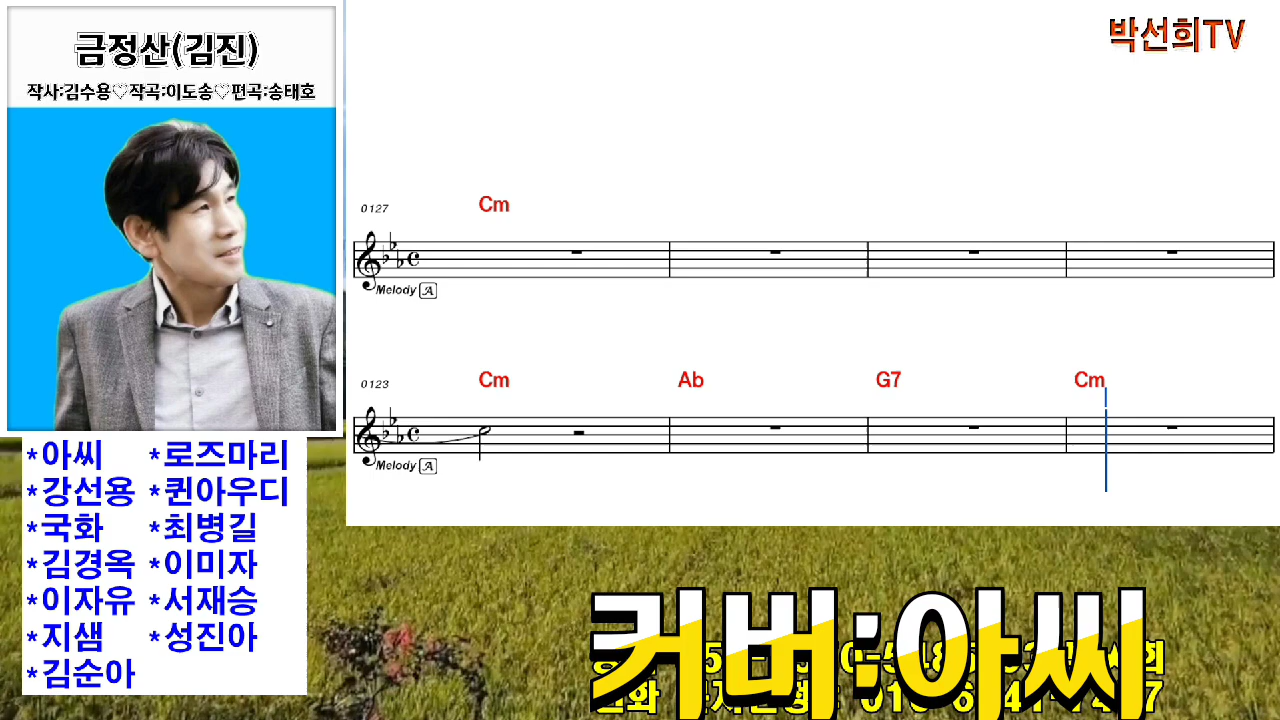 금정산(김진)
작사:김수용♡작곡:이도송♡편곡:송태호
박선희TV
0127
Cm
Melody A
0123
Cm Ab G7 Cm
Melody A
*아씨 *로즈마리
*강선용 *퀸아우디
*국화 *최병길
*김경옥 *이미자
*이자유 *서재승
*지샘 *성진아
*김순아
커버:아씨